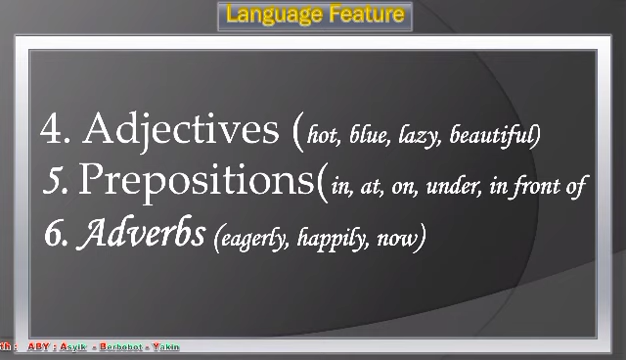 Language Feature
4. Adjectives (hot, blue, lazy, beautiful)
5. Prepositions(in, at, on, under, in front of
6. Adverbs (eagerly, happily, now)
th : ABY : Asyik - Berbobot - Yakin